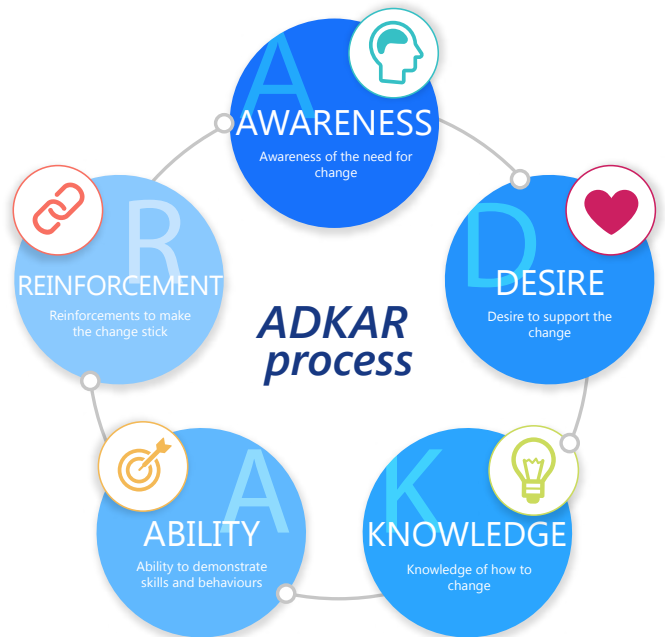 A
AWARENESS
Awareness of the need for
change
D
DESIRE
Desire to support the
change
K
KNOWLEDGE
Knowledge of how to
change
A
ABILITY
Ability to demonstrate
skills and behaviours
R
REINFORCEMENT
Reinforcements to make
the change stick
ADKAR
process